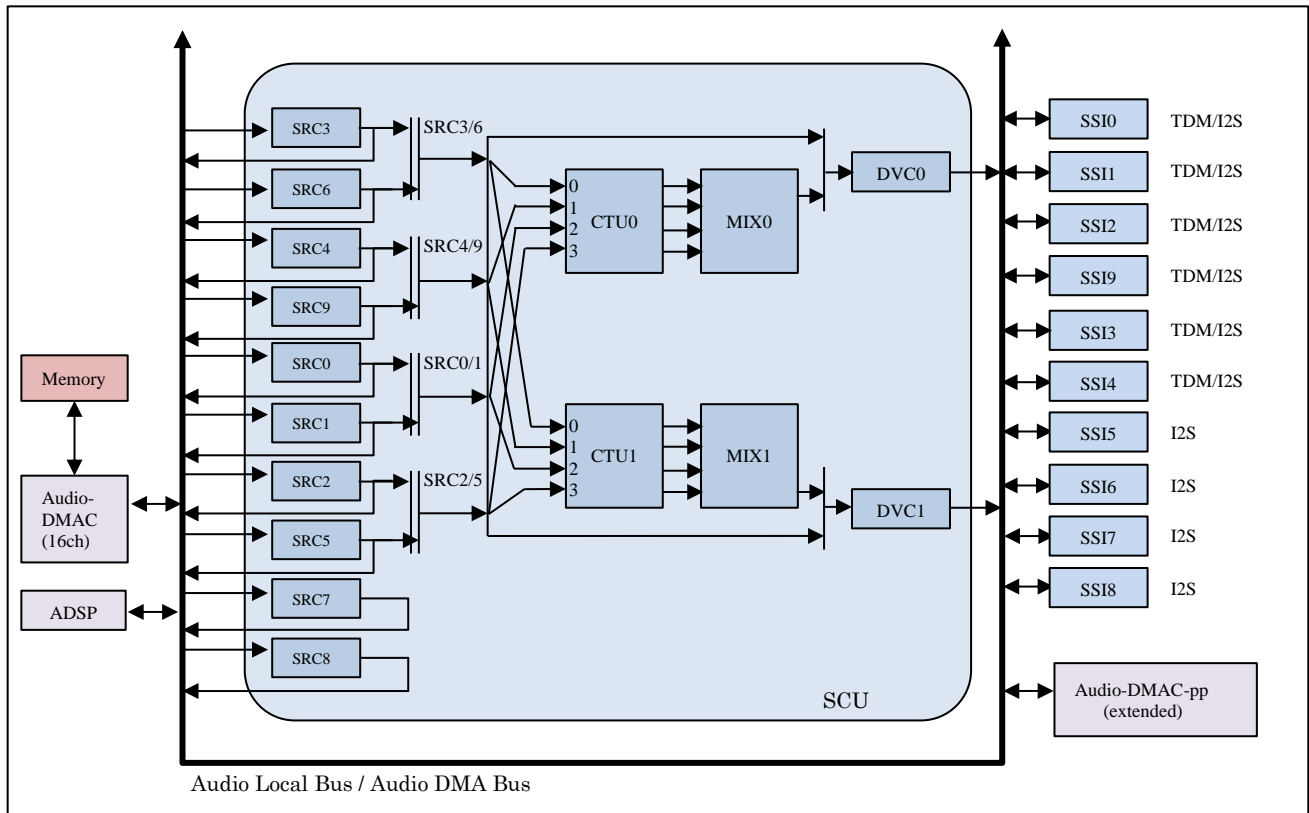 SRC3
SRC6
SRC4
SRC9
SRC0
SRC1
SRC2
SRC5
SRC7
SRC8
SRC3/6
SRC4/9
SRC0/1
SRC2/5
0
1
2
3
CTU0
MIX0
DVC0
0
1
2
3
CTU1
MIX1
DVC1
SCU
Memory
Audio-
DMAC
(16ch)
ADSP
SSI0 TDM/I2S
SSI1 TDM/I2S
SSI2 TDM/I2S
SSI9 TDM/I2S
SSI3 TDM/I2S
SSI4 TDM/I2S
SSI5 I2S
SSI6 I2S
SSI7 I2S
SSI8 I2S
Audio-DMAC-pp
(extended)
Audio Local Bus / Audio DMA Bus